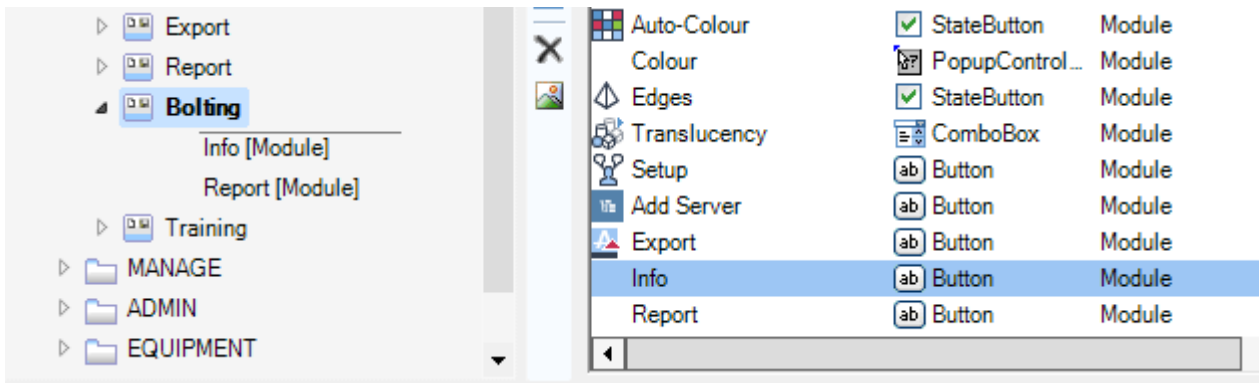 Export
Report
Bolting
Info [Module]
Report [Module]
Training
MANAGE
ADMIN
EQUIPMENT
Auto-Colour StateButton Module
Colour PopupControl... Module
Edges StateButton Module
Translucency ComboBox Module
Setup ab Button Module
Add Server ab Button Module
Export ab Button Module
Info ab Button Module
Report ab Button Module